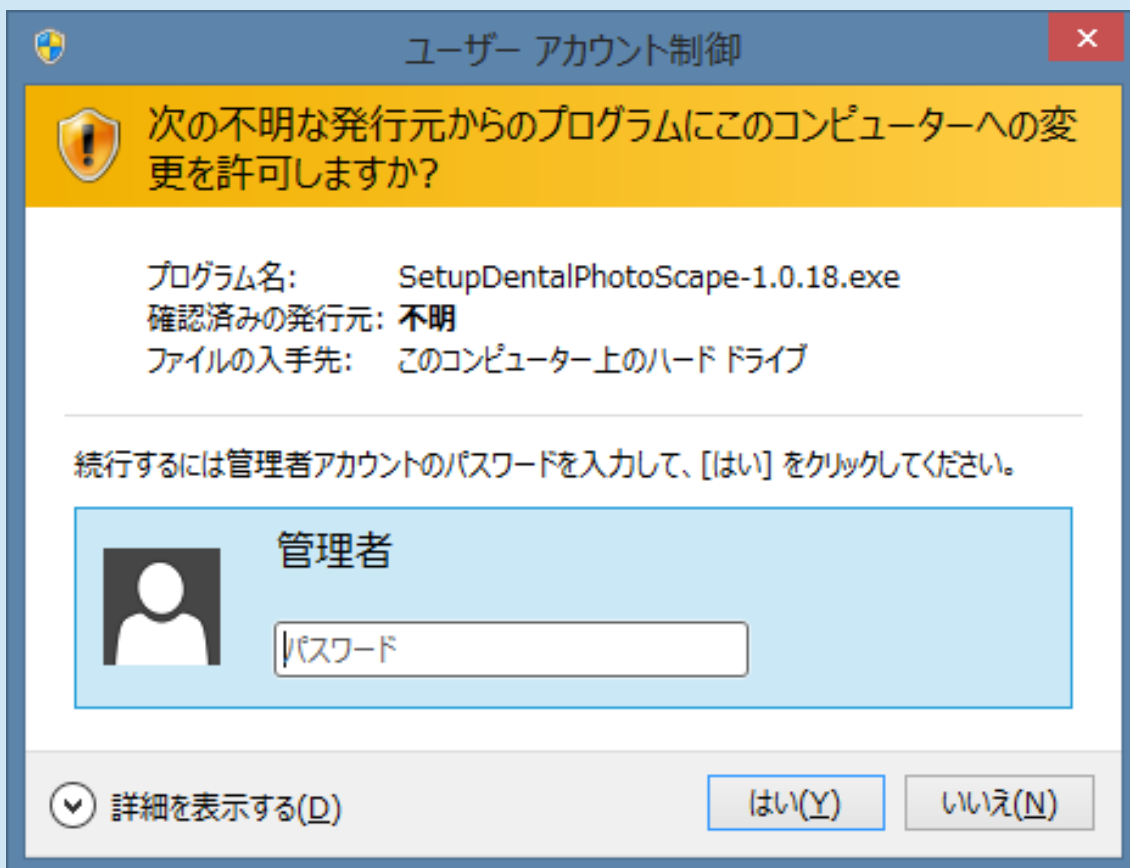 ユーザー アカウント制御
次の不明な発行元からのプログラムにこのコンピューターへの変
更を許可しますか?
プログラム名: SetupDentalPhotoScape-1.0.18.exe
確認済みの発行元: 不明
ファイルの入手先: このコンピューター上のハード ドライブ
続行するには管理者アカウントのパスワードを入力して、[はい] をクリックしてください。
管理者
パスワード
詳細を表示する(D)
はい(Y)
いいえ(N)